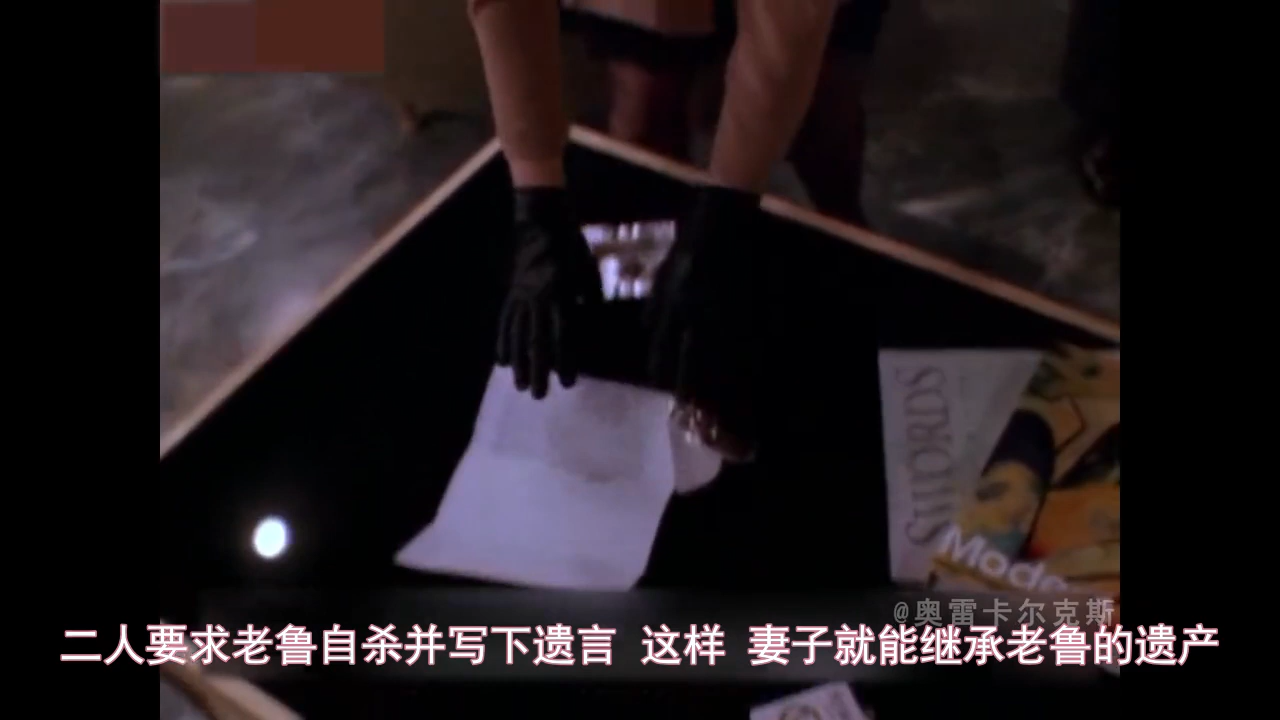 Mode
@奥雷卡尔克斯
二人要求老鲁自杀并写下遗言 这样 妻子就能继承老鲁的遗产